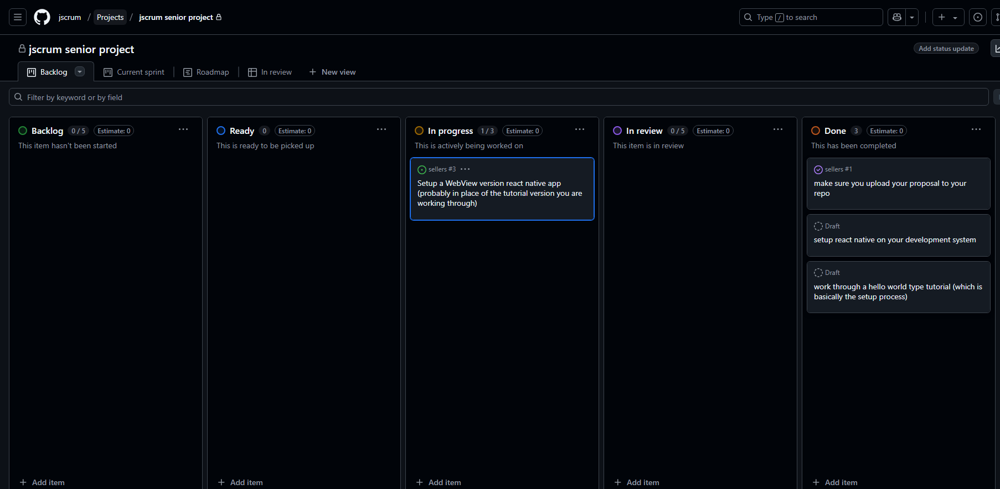 jscrum / Projects / jscrum senior project
Type / to search
jscrum senior project
Add status update
Backlog
Current sprint
Roadmap
In review
New view
Filter by keyword or by field
Backlog 0 / 5 Estimate: 0
This item hasn't been started
Add item
Ready 0 Estimate: 0
This is ready to be picked up
Add item
In progress 1 / 3 Estimate: 0
This is actively being worked on
sellers #3
Setup a WebView version react native app
(probably in place of the tutorial version you are
working through)
Add item
In review 0 / 5 Estimate: 0
This item is in review
Add item
Done 3 Estimate: 0
This has been completed
sellers #1
make sure you upload your proposal to your
repo
Draft
setup react native on your development system
Draft
work through a hello world type tutorial (which is
basically the setup process)
Add item